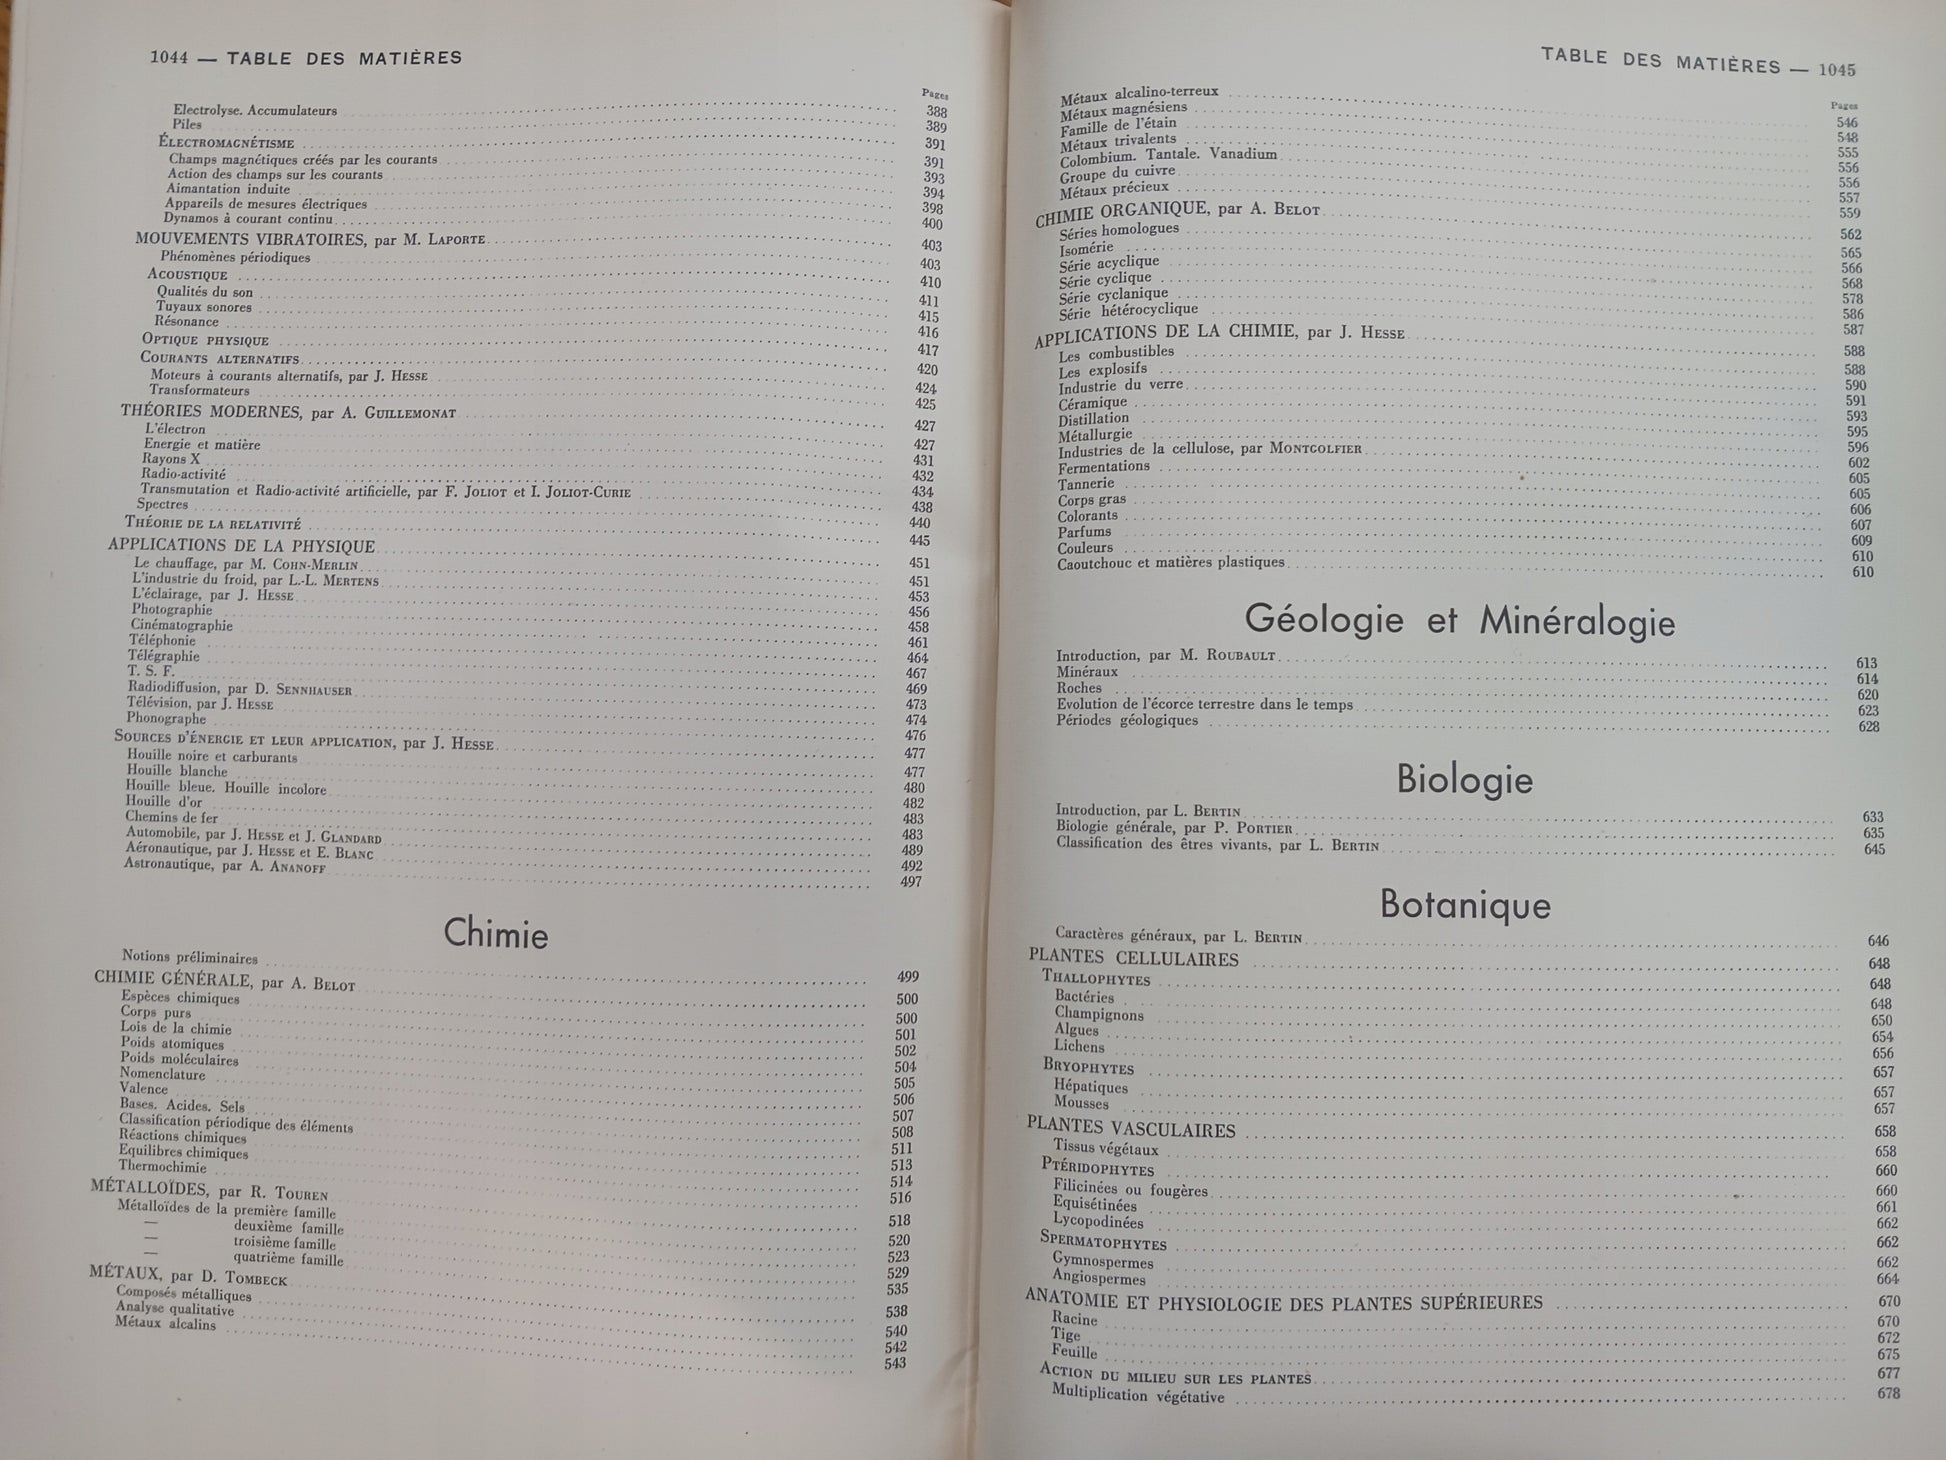 1044 — TABLE DES MATIÈRES
Pages
Electrolyse. Accumulateurs 388
Piles 389
ÉLECTROMAGNÉTISME 391
Champs magnétiques créés par les courants 391
Action des champs sur les courants 393
Aimantation induite 394
Appareils de mesures électriques 398
Dynamos à courant continu 400
MOUVEMENTS VIBRATOIRES, par M. LAPORTE 403
Phénomènes périodiques 403
ACOUSTIQUE 410
Qualités du son 411
Tuyaux sonores 415
Résonance 416
OPTIQUE PHYSIQUE 417
COURANTS ALTERNATIFS 420
Moteurs à courants alternatifs, par J. HESSE 424
Transformateurs 425
THÉORIES MODERNES, par A. GUILLEMONAT 427
L'électron 427
Energie et matière 431
Rayons X 432
Radio-activité 434
Transmutation et Radio-activité artificielle, par F. JOLIOT et I. JOLIOT-CURIE 438
Spectres 440
THÉORIE DE LA RELATIVITÉ 445
APPLICATIONS DE LA PHYSIQUE 451
Le chauffage, par M. COHN-MERLIN 451
L'industrie du froid, par L.-L. MERTENS 453
L'éclairage, par J. HESSE 456
Photographie 458
Cinématographie 461
Téléphonie 464
Télégraphie 467
T. S. F. 469
Radiodiffusion, par D. SENNHAUSER 473
Télévision, par J. HESSE 474
Phonographe 476
SOURCES D'ÉNERGIE ET LEUR APPLICATION, par J. HESSE 477
Houille noire et carburants 477
Houille blanche 480
Houille bleue. Houille incolore 482
Houille d'or 483
Chemins de fer 483
Automobile, par J. HESSE et J. GLANDARD 489
Aéronautique, par J. HESSE et E. BLANC 492
Astronautique, par A. ANANOFF 497
Chimie
Notions préliminaires 499
CHIMIE GÉNÉRALE, par A. BELOT 500
Espèces chimiques 500
Corps purs 501
Lois de la chimie 502
Poids atomiques 504
Poids moléculaires 505
Nomenclature 506
Valence 507
Bases. Acides. Sels 508
Classification périodique des éléments 511
Réactions chimiques 513
Equilibres chimiques 514
Thermochimie 516
MÉTALLOÏDES, par R. TOUREN 518
Métalloïdes de la première famille 520
— deuxième famille 523
— troisième famille 529
— quatrième famille 535
MÉTAUX, par D. TOMBECK 538
Composés métalliques 540
Analyse qualitative 542
Métaux alcalins 543
TABLE DES MATIÈRES — 1045
Pages
Métaux alcalino-terreux 546
Métaux magnésiens 548
Famille de l'étain 555
Métaux trivalents 556
Colombium. Tantale. Vanadium 556
Groupe du cuivre 557
Métaux précieux 559
CHIMIE ORGANIQUE, par A. BELOT 562
Séries homologues 565
Isomérie 566
Série acyclique 568
Série cyclique 578
Série cyclanique 586
Série hétérocyclique 587
APPLICATIONS DE LA CHIMIE, par J. HESSE 588
Les combustibles 588
Les explosifs 590
Industrie du verre 591
Céramique 593
Distillation 595
Métallurgie 596
Industries de la cellulose, par MONTGOLFIER 602
Fermentations 605
Tannerie 605
Corps gras 606
Colorants 607
Parfums 609
Couleurs 610
Caoutchouc et matières plastiques 610
Géologie et Minéralogie
Introduction, par M. ROUBAULT 613
Minéraux 614
Roches 620
Evolution de l'écorce terrestre dans le temps 623
Périodes géologiques 628
Biologie
Introduction, par L. BERTIN 633
Biologie générale, par P. PORTIER 635
Classification des êtres vivants, par L. BERTIN 645
Botanique
Caractères généraux, par L. BERTIN 646
PLANTES CELLULAIRES 648
THALLOPHYTES 648
Bactéries 648
Champignons 650
Algues 654
Lichens 656
BRYOPHYTES 657
Hépatiques 657
Mousses 657
PLANTES VASCULAIRES 658
Tissus végétaux 658
PTÉRIDOPHYTES 660
Filicinées ou fougères 660
Equisétinées 661
Lycopodinées 662
SPERMATOPHYTES 662
Gymnospermes 662
Angiospermes 664
ANATOMIE ET PHYSIOLOGIE DES PLANTES SUPÉRIEURES 670
Racine 670
Tige 672
Feuille 675
ACTION DU MILIEU SUR LES PLANTES 677
Multiplication végétative 678